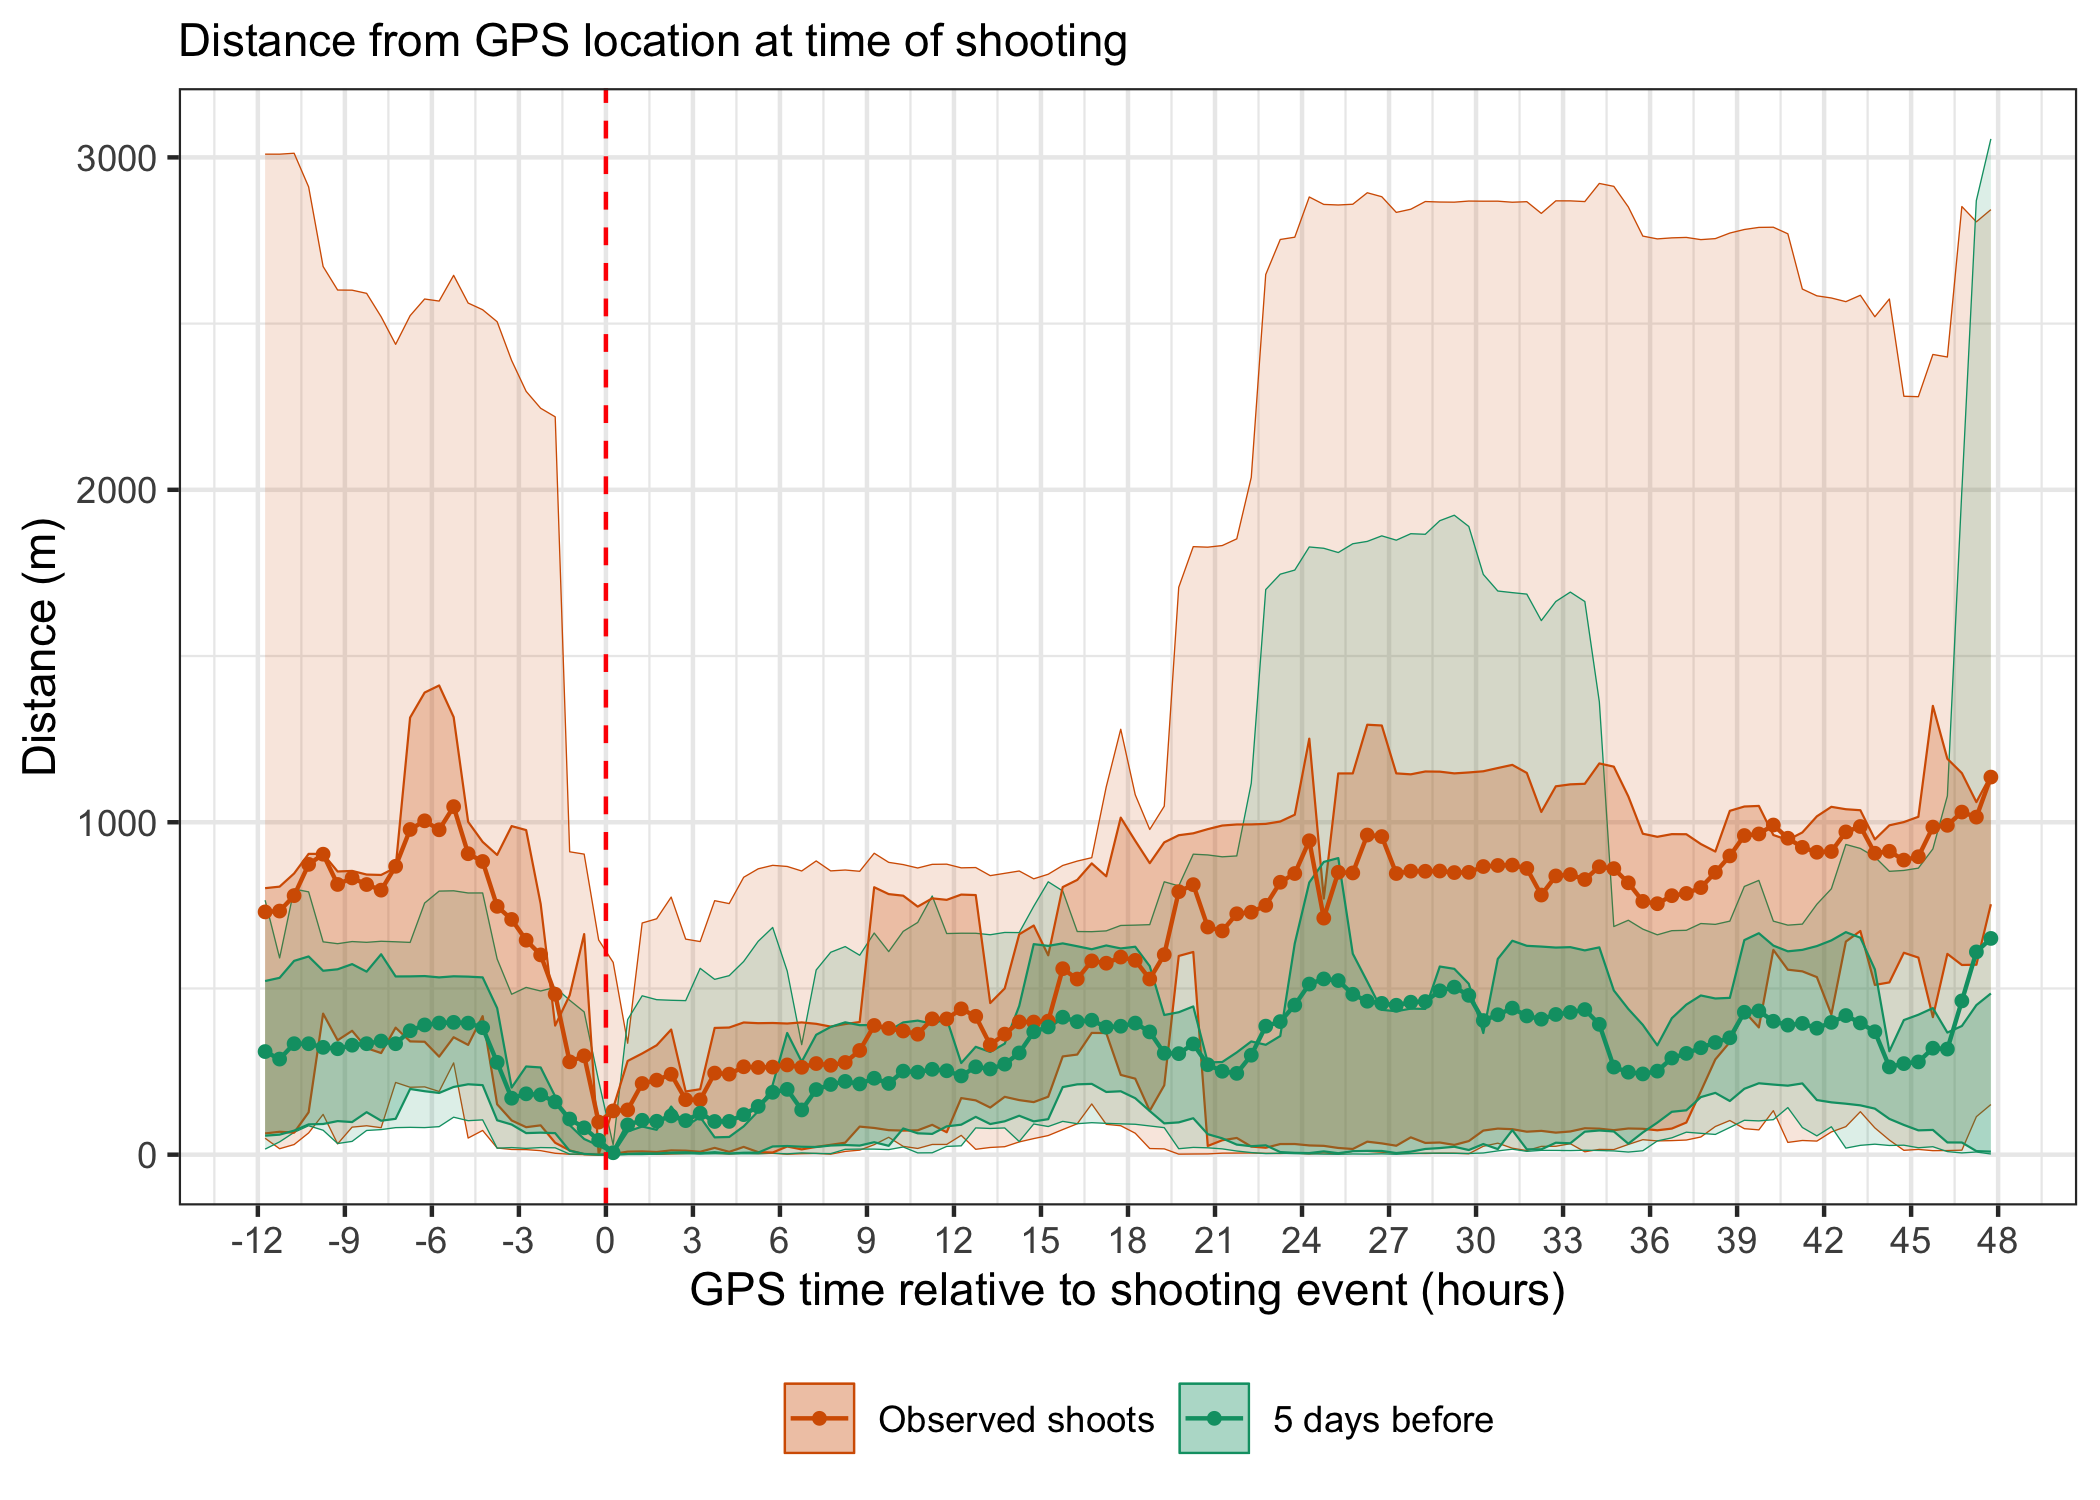 Distance from GPS location at time of shooting
3000
2000
1000
0
Distance (m)
-12 -9 -6 -3 0 3 6 9 12 15 18 21 24 27 30 33 36 39 42 45 48
GPS time relative to shooting event (hours)
Observed shoots 5 days before